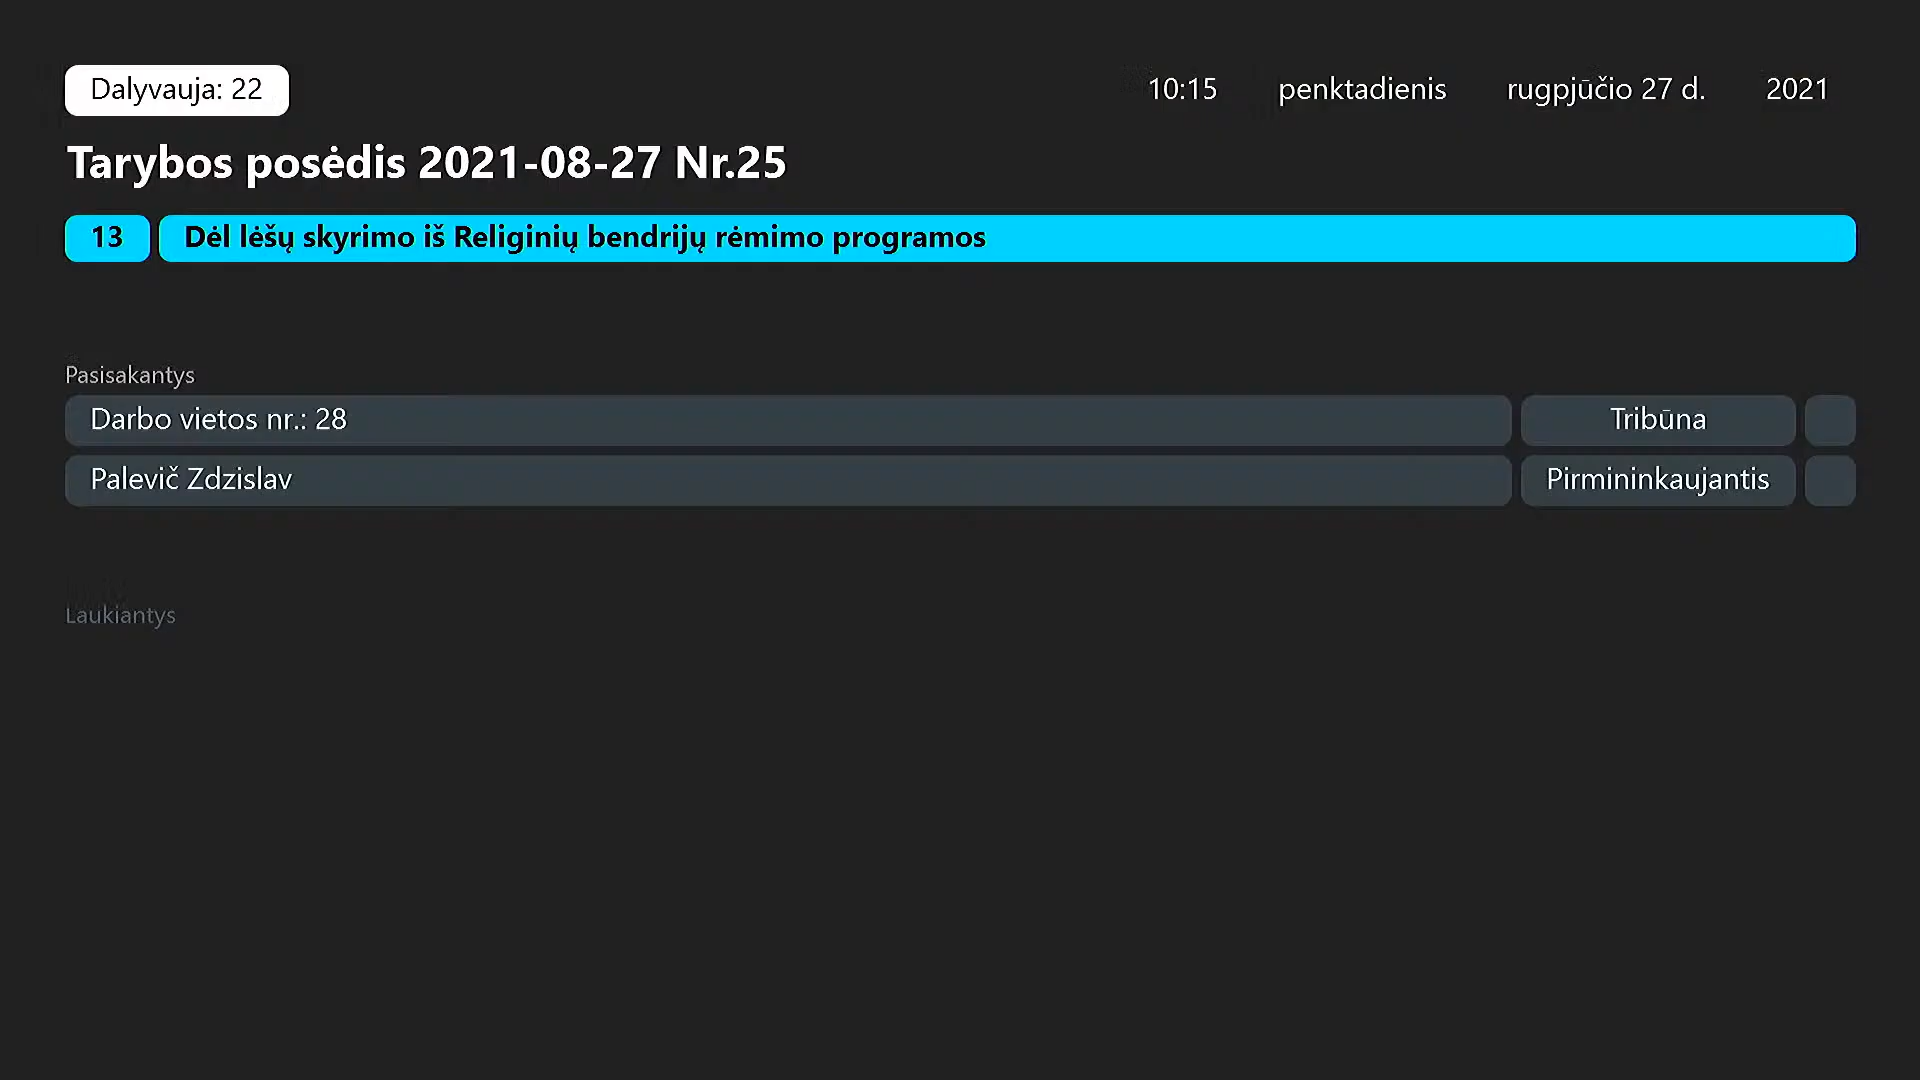 Dalyvauja: 22
10:15 penktadienis rugpjūčio 27 d. 2021
Tarybos posėdis 2021-08-27 Nr.25
13 Dėl lėšų skyrimo iš Religinių bendrijų rėmimo programos
Pasisakantys
Darbo vietos nr.: 28 Tribūna
Palevič Zdzislav Pirmininkaujantis
Laukiantys